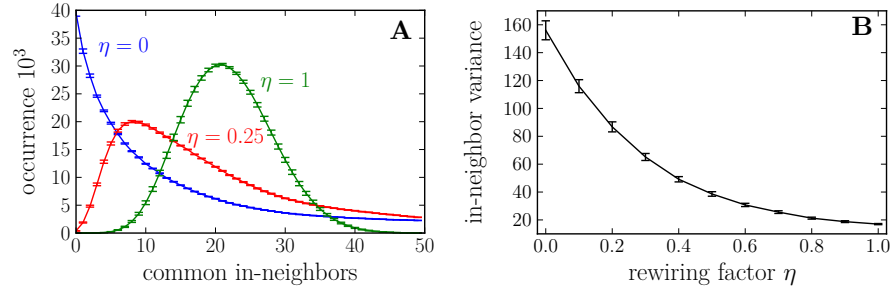 A
η = 0
η = 1
η = 0.25
occurrence 10³
40
35
30
25
20
15
10
5
0
0 10 20 30 40 50
common in-neighbors
B
in-neighbor variance
160
140
120
100
80
60
40
20
0.0 0.2 0.4 0.6 0.8 1.0
rewiring factor η